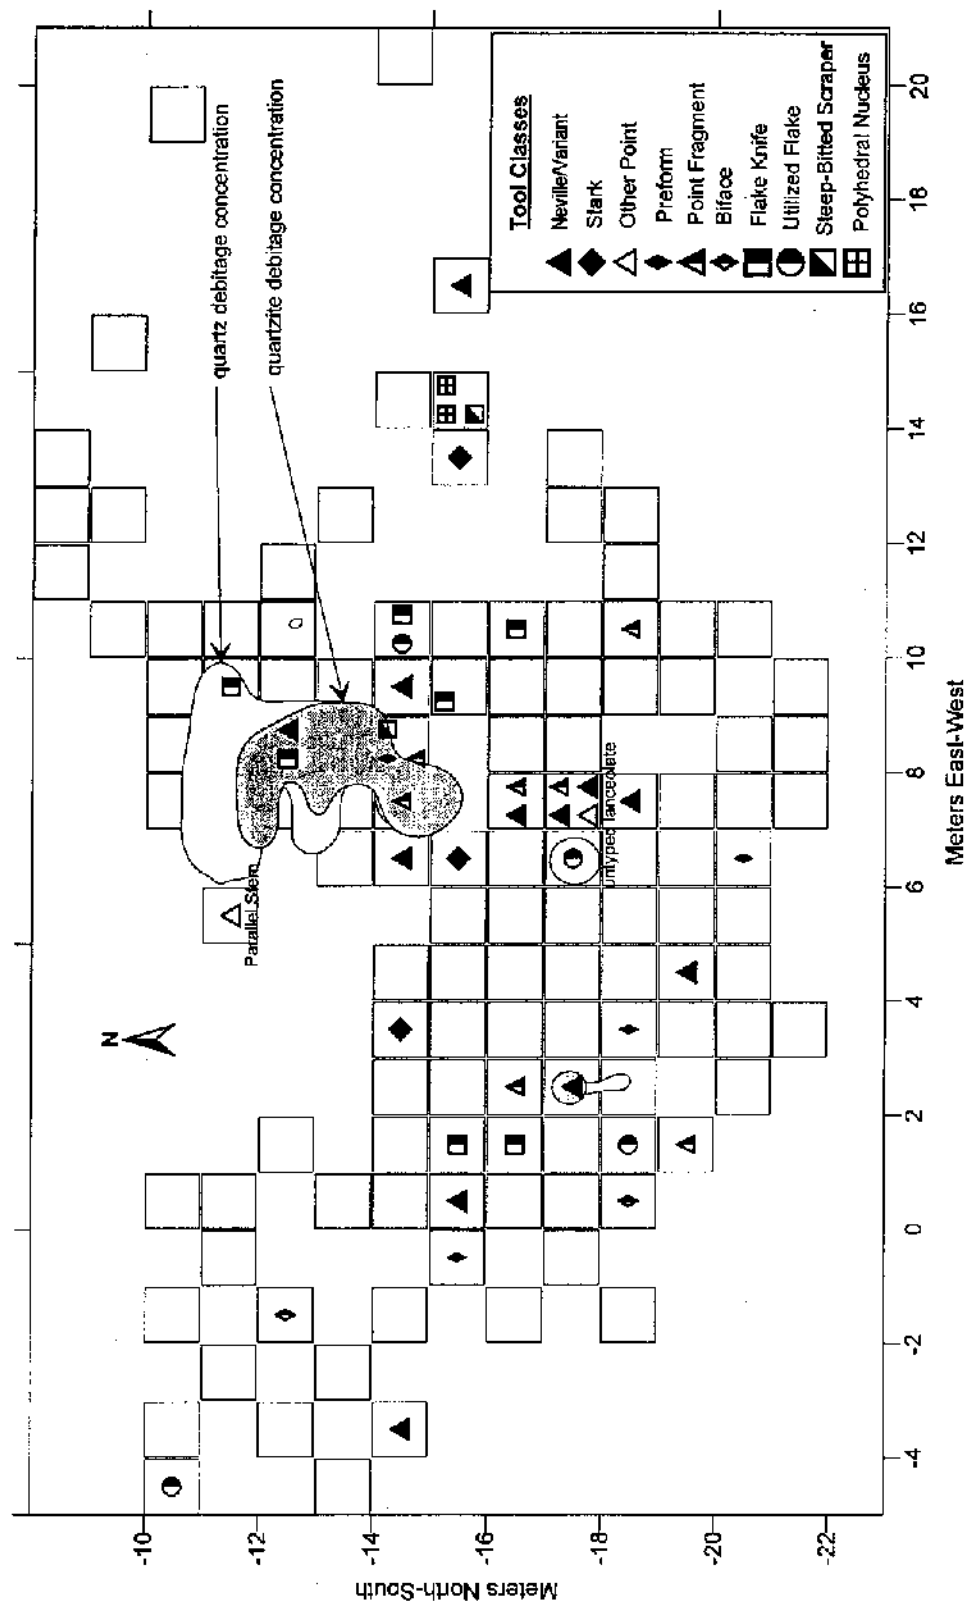 quartz debitage concentration
quartzite debitage concentration
Tool Classes
Neville/Variant
Stark
Other Point
Preform
Point Fragment
Biface
Flake Knife
Utilized Flake
Steep-Bitted Scraper
Polyhedral Nucleus
N
Parallel Stem
untyped lanceolate
-10
-12
-14
-16
-18
-20
-22
Meters North-South
-4
-2
0
2
4
6
8
10
12
14
16
18
20
Meters East-West